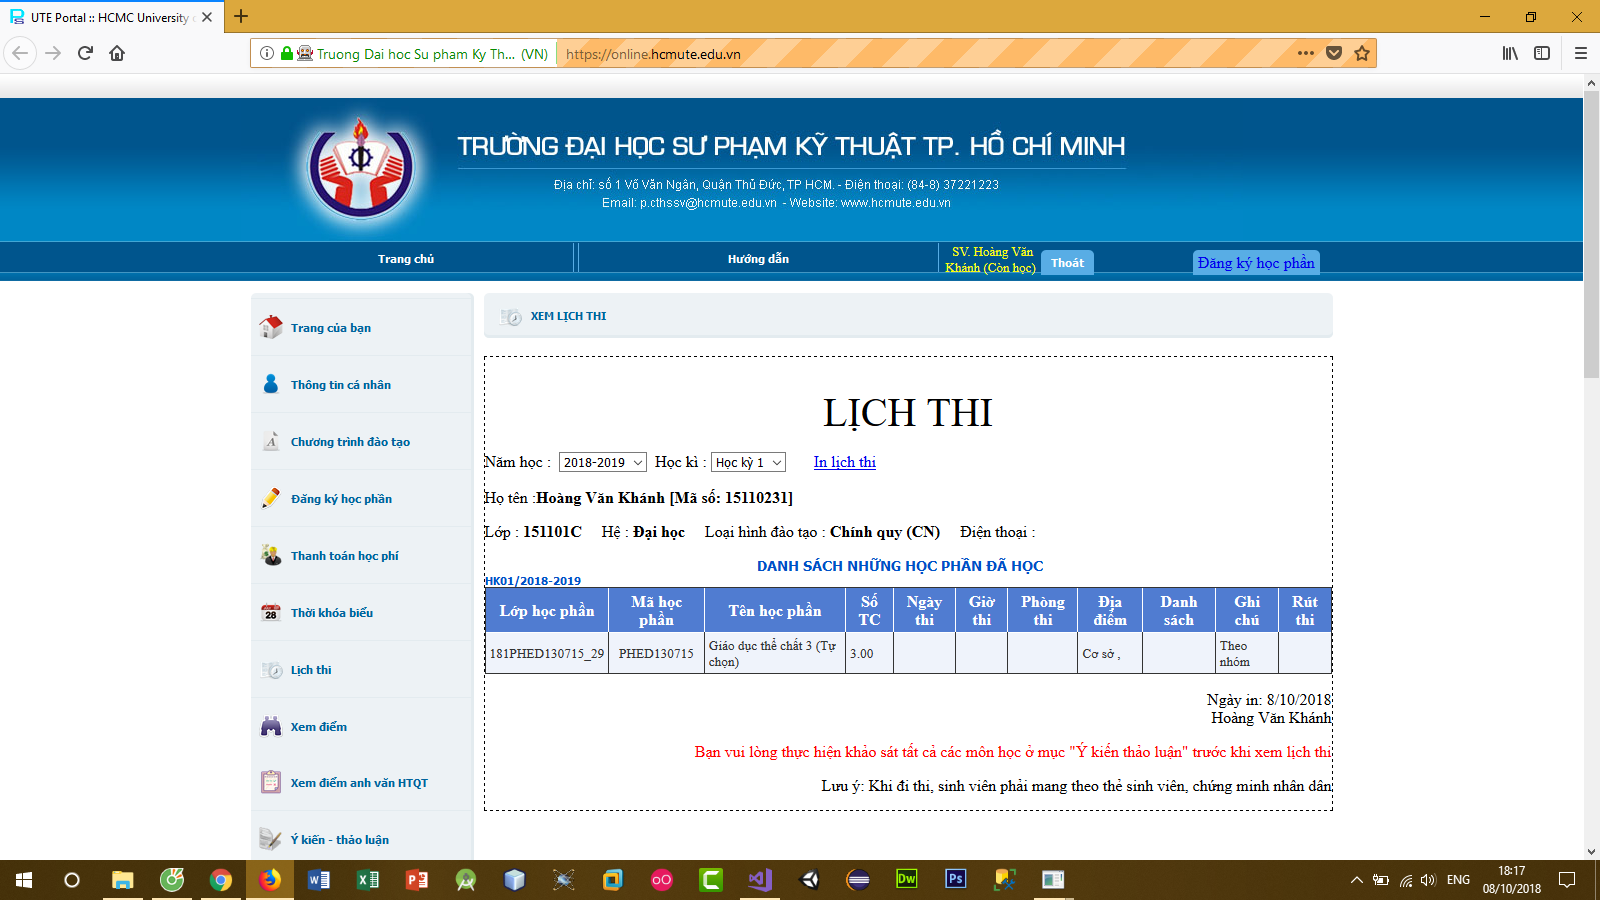 UTE Portal :: HCMC University
Truong Dai hoc Su pham Ky Th... (VN)
https://online.hcmute.edu.vn
TRƯỜNG ĐẠI HỌC SƯ PHẠM KỸ THUẬT TP. HỒ CHÍ MINH
Địa chỉ: số 1 Võ Văn Ngân, Quận Thủ Đức, TP HCM. - Điện thoại: (84-8) 37221223
Email: p.cthssv@hcmute.edu.vn - Website: www.hcmute.edu.vn
Trang chủ
Hướng dẫn
SV. Hoàng Văn
Khánh (Còn học)
Thoát
Đăng ký học phần
Trang của bạn
Thông tin cá nhân
Chương trình đào tạo
Đăng ký học phần
Thanh toán học phí
28
Thời khóa biểu
Lịch thi
Xem điểm
Xem điểm anh văn HTQT
Ý kiến - thảo luận
XEM LỊCH THI
LỊCH THI
Năm học : 2018-2019 Học kì : Học kỳ 1 In lịch thi
Họ tên :Hoàng Văn Khánh [Mã số: 15110231]
Lớp : 151101C Hệ : Đại học Loại hình đào tạo : Chính quy (CN) Điện thoại :
DANH SÁCH NHỮNG HỌC PHẦN ĐÃ HỌC
HK01/2018-2019
Lớp học phần
Mã học phần
Tên học phần
Số TC
Ngày thi
Giờ thi
Phòng thi
Địa điểm
Danh sách
Ghi chú
Rút thi
181PHED130715_29
PHED130715
Giáo dục thể chất 3 (Tự chọn)
3.00
Cơ sở ,
Theo nhóm
Ngày in: 8/10/2018
Hoàng Văn Khánh
Bạn vui lòng thực hiện khảo sát tất cả các môn học ở mục "Ý kiến thảo luận" trước khi xem lịch thi
Lưu ý: Khi đi thi, sinh viên phải mang theo thẻ sinh viên, chứng minh nhân dân
ENG
18:17
08/10/2018